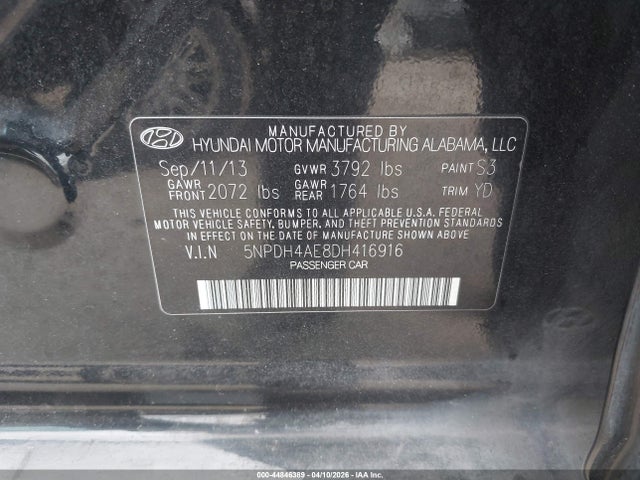 MANUFACTURED BY
HYUNDAI MOTOR MANUFACTURING ALABAMA, LLC
Sep/11/13 GVWR 3792 lbs PAINT S3
GAWR FRONT 2072 lbs GAWR REAR 1764 lbs TRIM YD
THIS VEHICLE CONFORMS TO ALL APPLICABLE U.S.A. FEDERAL
MOTOR VEHICLE SAFETY, BUMPER, AND THEFT PREVENTION STANDARDS
IN EFFECT ON THE DATE OF MANUFACTURE SHOWN ABOVE.
V.I.N 5NPDH4AE8DH416916
PASSENGER CAR
000-44846389 - 04/10/2026 - IAAI.COM